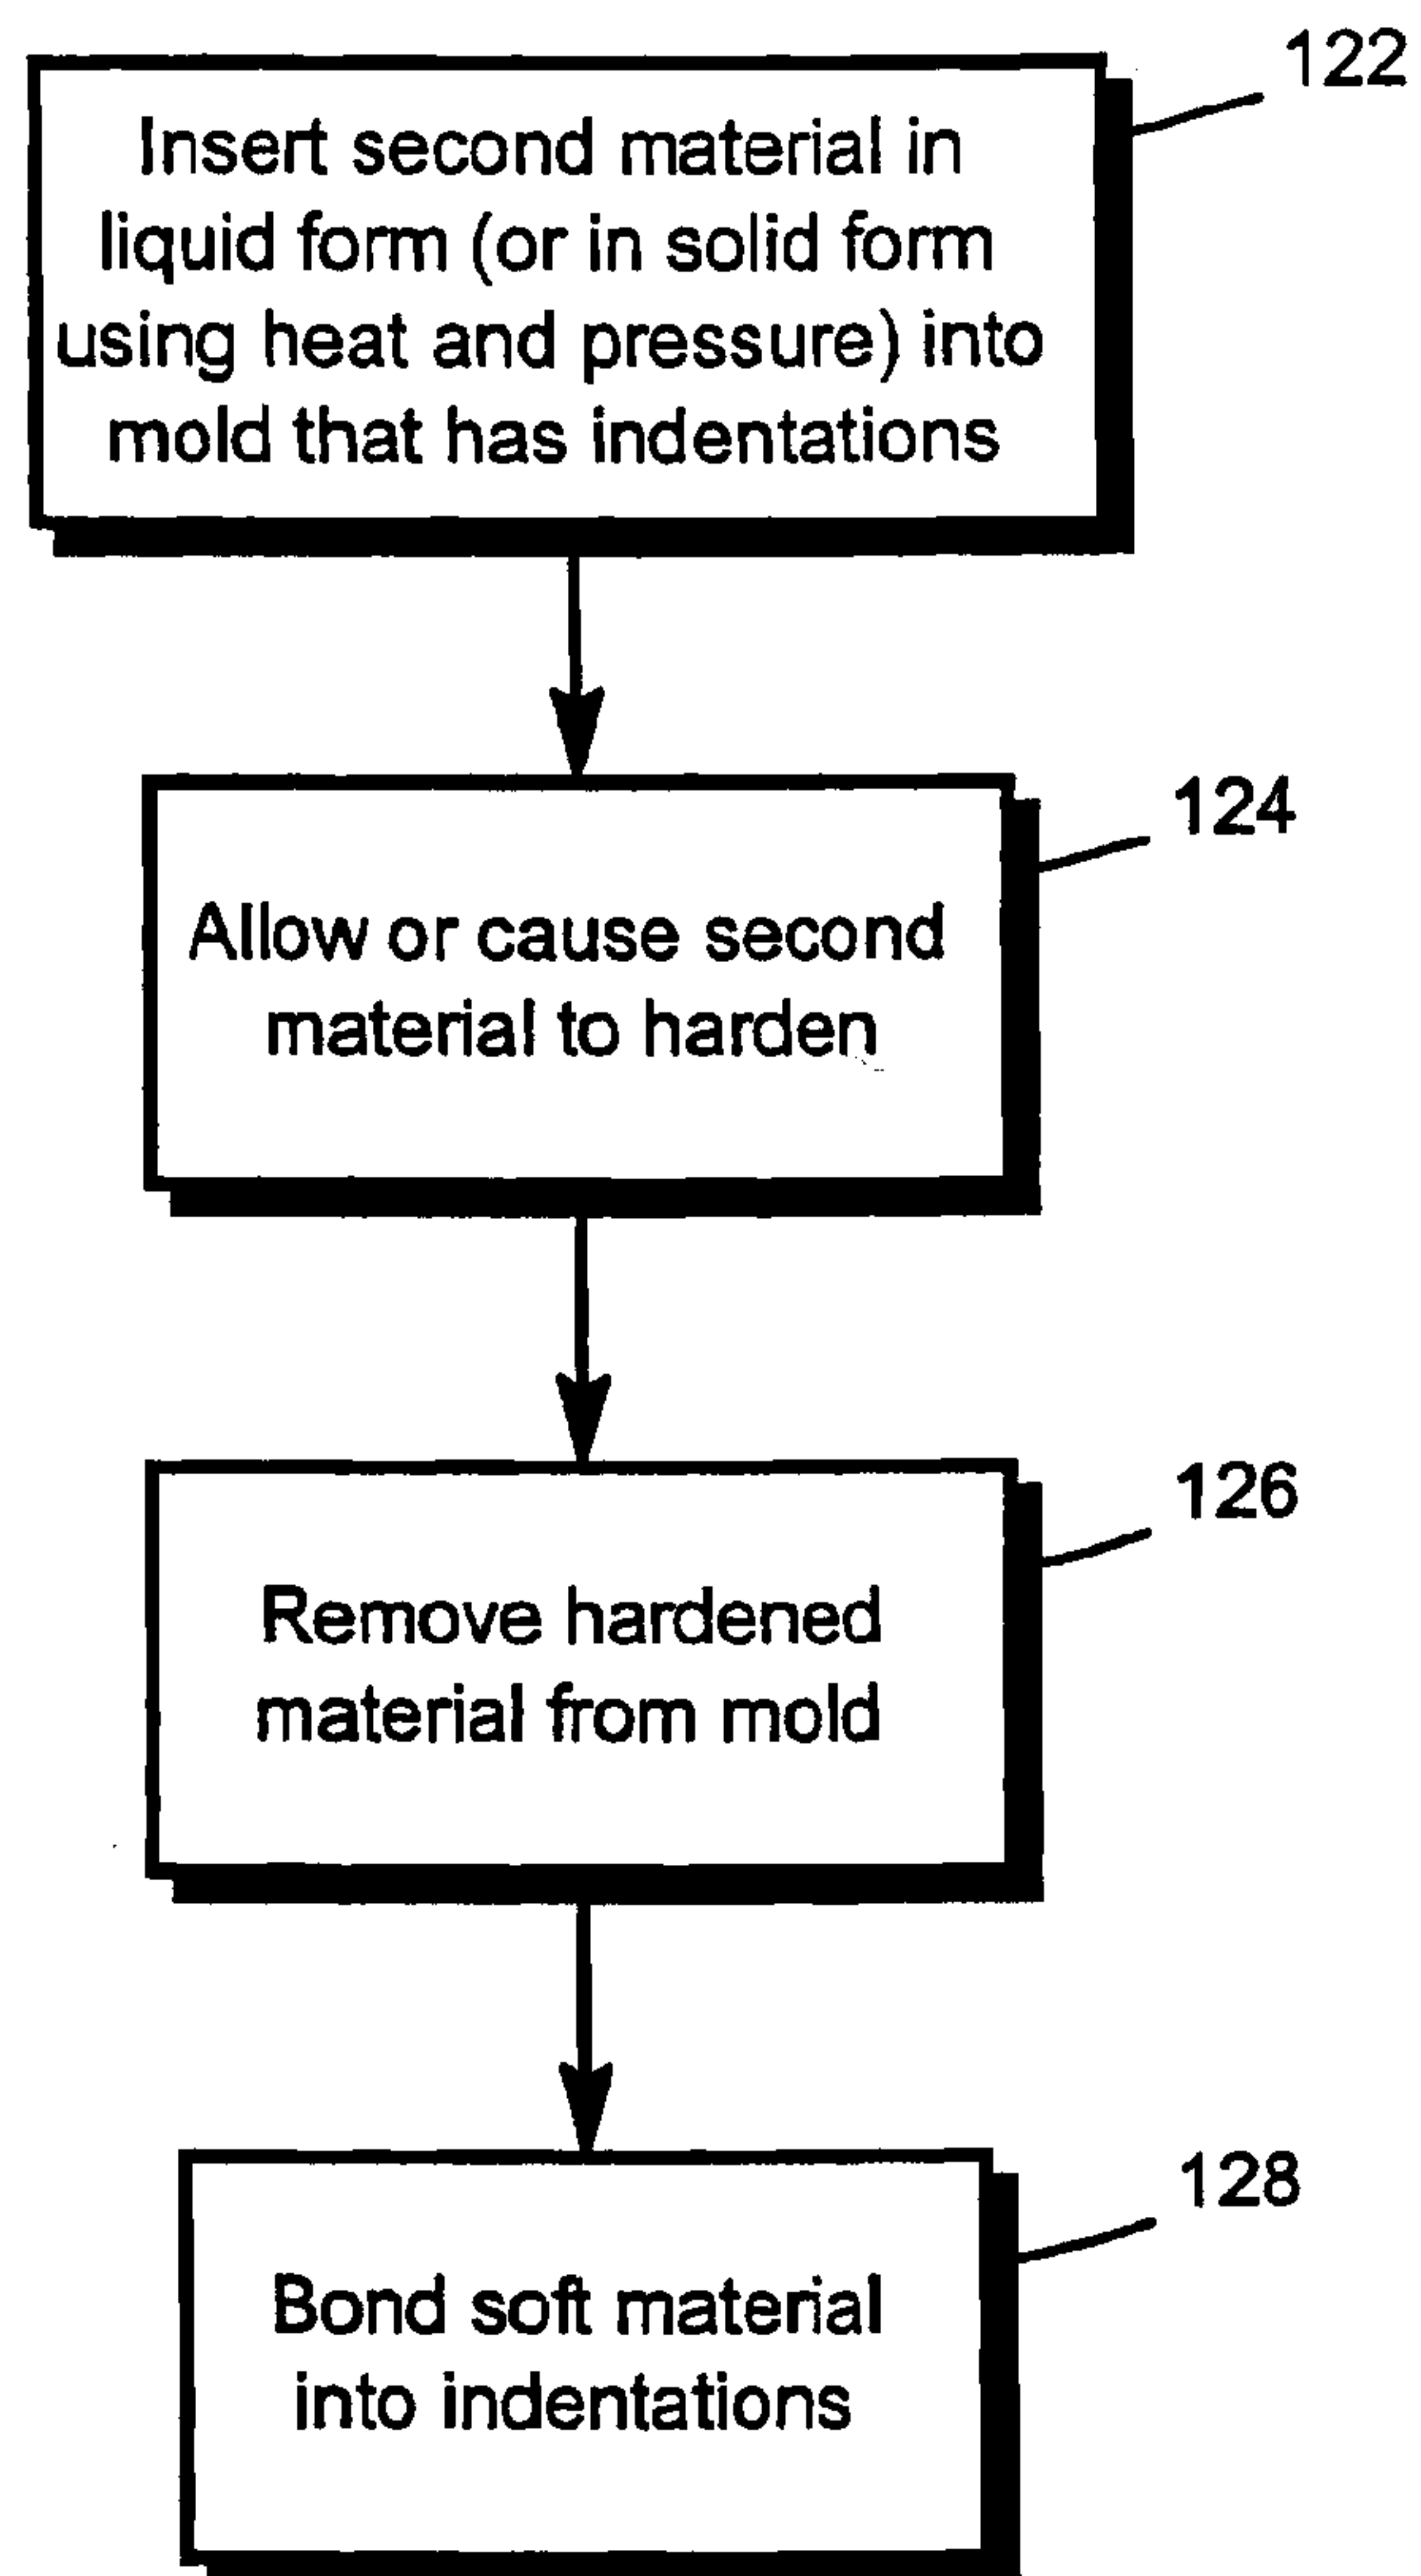 122
Insert second material in
liquid form (or in solid form
using heat and pressure) into
mold that has indentations
124
Allow or cause second
material to harden
126
Remove hardened
material from mold
128
Bond soft material
into indentations